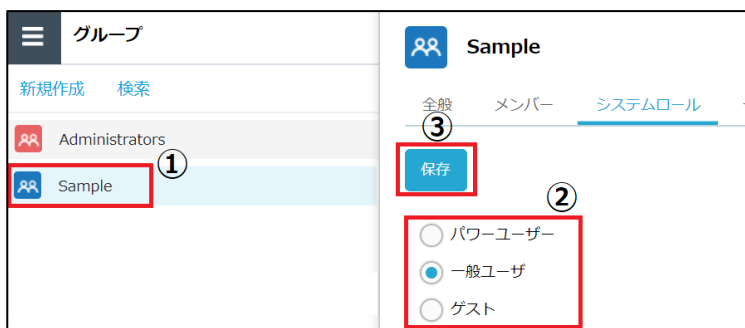 グループ
新規作成 検索
Administrators
①
Sample
Sample
全般 メンバー システムロール
③
保存
②
パワーユーザー
一般ユーザ
ゲスト